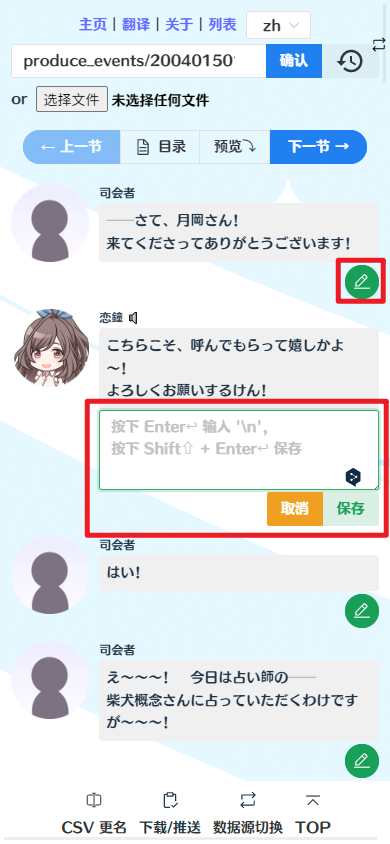 主页 | 翻译 | 关于 | 列表 zh
produce_events/20040150 确认
or 选择文件 未选择任何文件
← 上一节 目录 预览 下一节 →
司会者
──さて、月岡さん!
来てくださってありがとうございます!
恋鐘
こちらこそ、呼んでもらって嬉しかよ
~!
よろしくお願いするけん!
按下 Enter↩ 输入 '\n',
按下 Shift⇧ + Enter↩ 保存
取消 保存
司会者
はい!
司会者
え~~~! 今日は占い師の──
柴犬概念さんに占っていただくわけです
が~~~!
CSV 更名 下载/推送 数据源切换 TOP